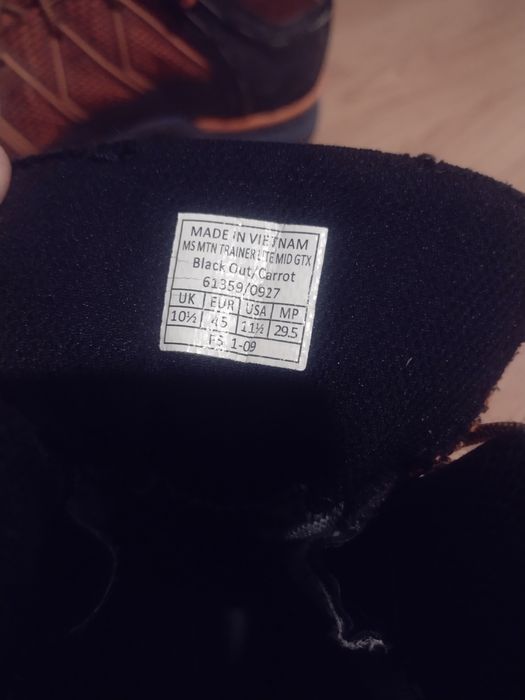 MADE IN VIETNAM
MS MTN TRAINER LITE MID GTX
Black Out/Carrot
61359/0927
UK EUR USA MP
10½ 45 11½ 29.5
1-09